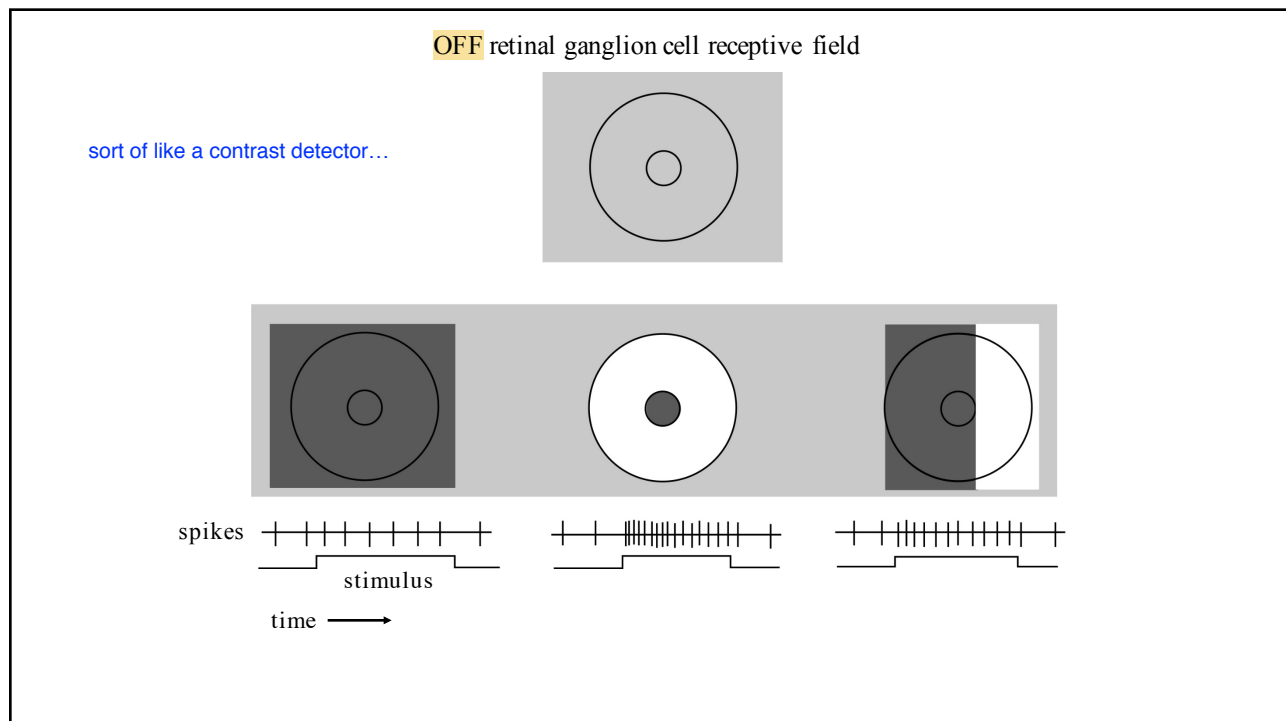 OFF retinal ganglion cell receptive field
sort of like a contrast detector…
spikes
stimulus
time